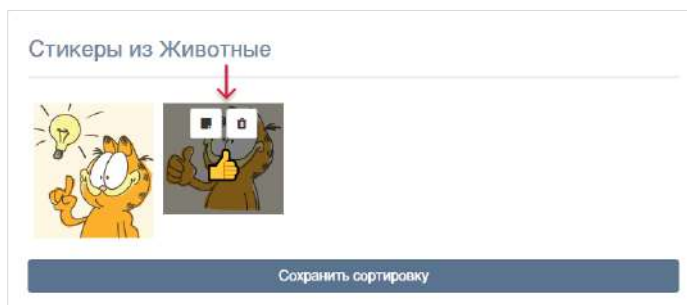 Стикеры из Животные
Сохранить сортировку